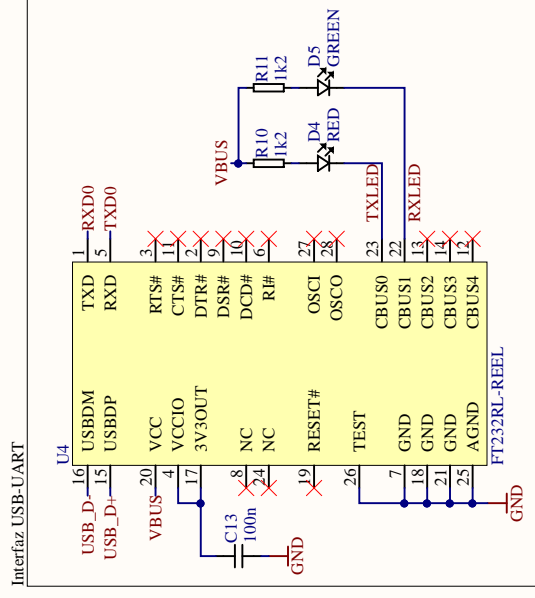 Interfaz USB-UART
U4
USB_D- 16 USBDM TXD 1 RXD0
USB_D+ 15 USBDP RXD 5 TXD0
VBUS 20 VCC RTS# 3
4 VCCIO CTS# 11
17 3V3OUT DTR# 2
DSR# 9
8 NC DCD# 10
24 NC RI# 6
19 RESET# OSCI 27
OSCO 28
26 TEST CBUS0 23 TXLED
7 GND CBUS1 22 RXLED
18 GND CBUS2 13
21 GND CBUS3 14
25 AGND CBUS4 12
FT232RL-REEL
C13
100n
GND
GND
VBUS
R10
1k2
D4
RED
R11
1k2
D5
GREEN